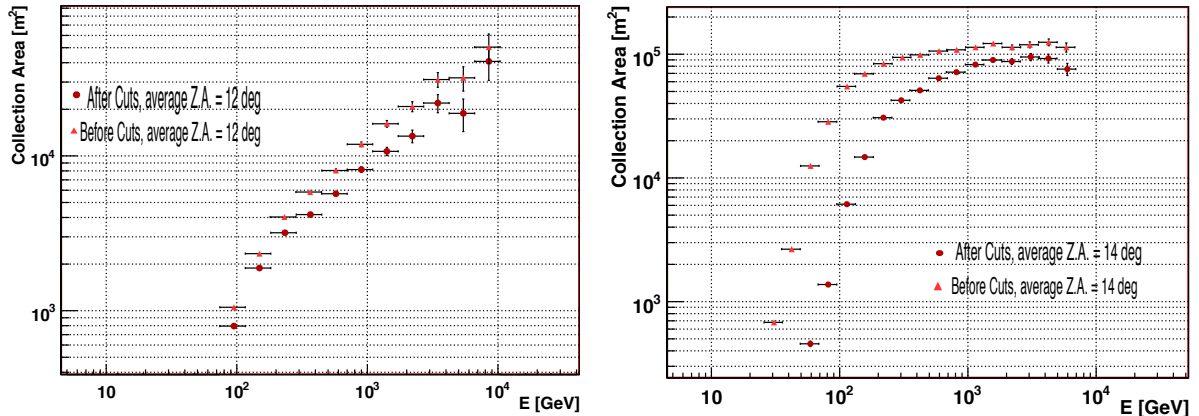 Collection Area [m²]
10⁴
10³
After Cuts, average Z.A. = 12 deg
Before Cuts, average Z.A. = 12 deg
10
10²
10³
10⁴
E [GeV]
Collection Area [m²]
10⁵
10⁴
10³
After Cuts, average Z.A. = 14 deg
Before Cuts, average Z.A. = 14 deg
10
10²
10³
10⁴
E [GeV]